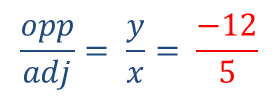 opp/adj = y/x = -12/5